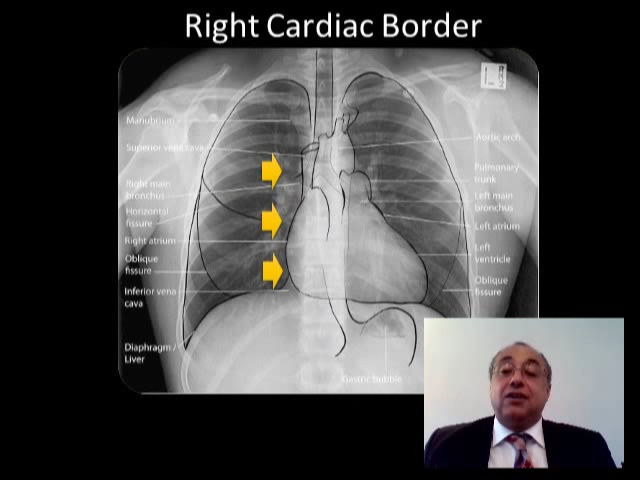 Right Cardiac Border
Manubrium
Superior vena cava
Right main
bronchus
Horizontal
fissure
Right atrium
Oblique
fissure
Inferior vena
cava
Diaphragm /
Liver
Aortic arch
Pulmonary
trunk
Left main
bronchus
Left atrium
Left
ventricle
Oblique
fissure
Gastric bubble